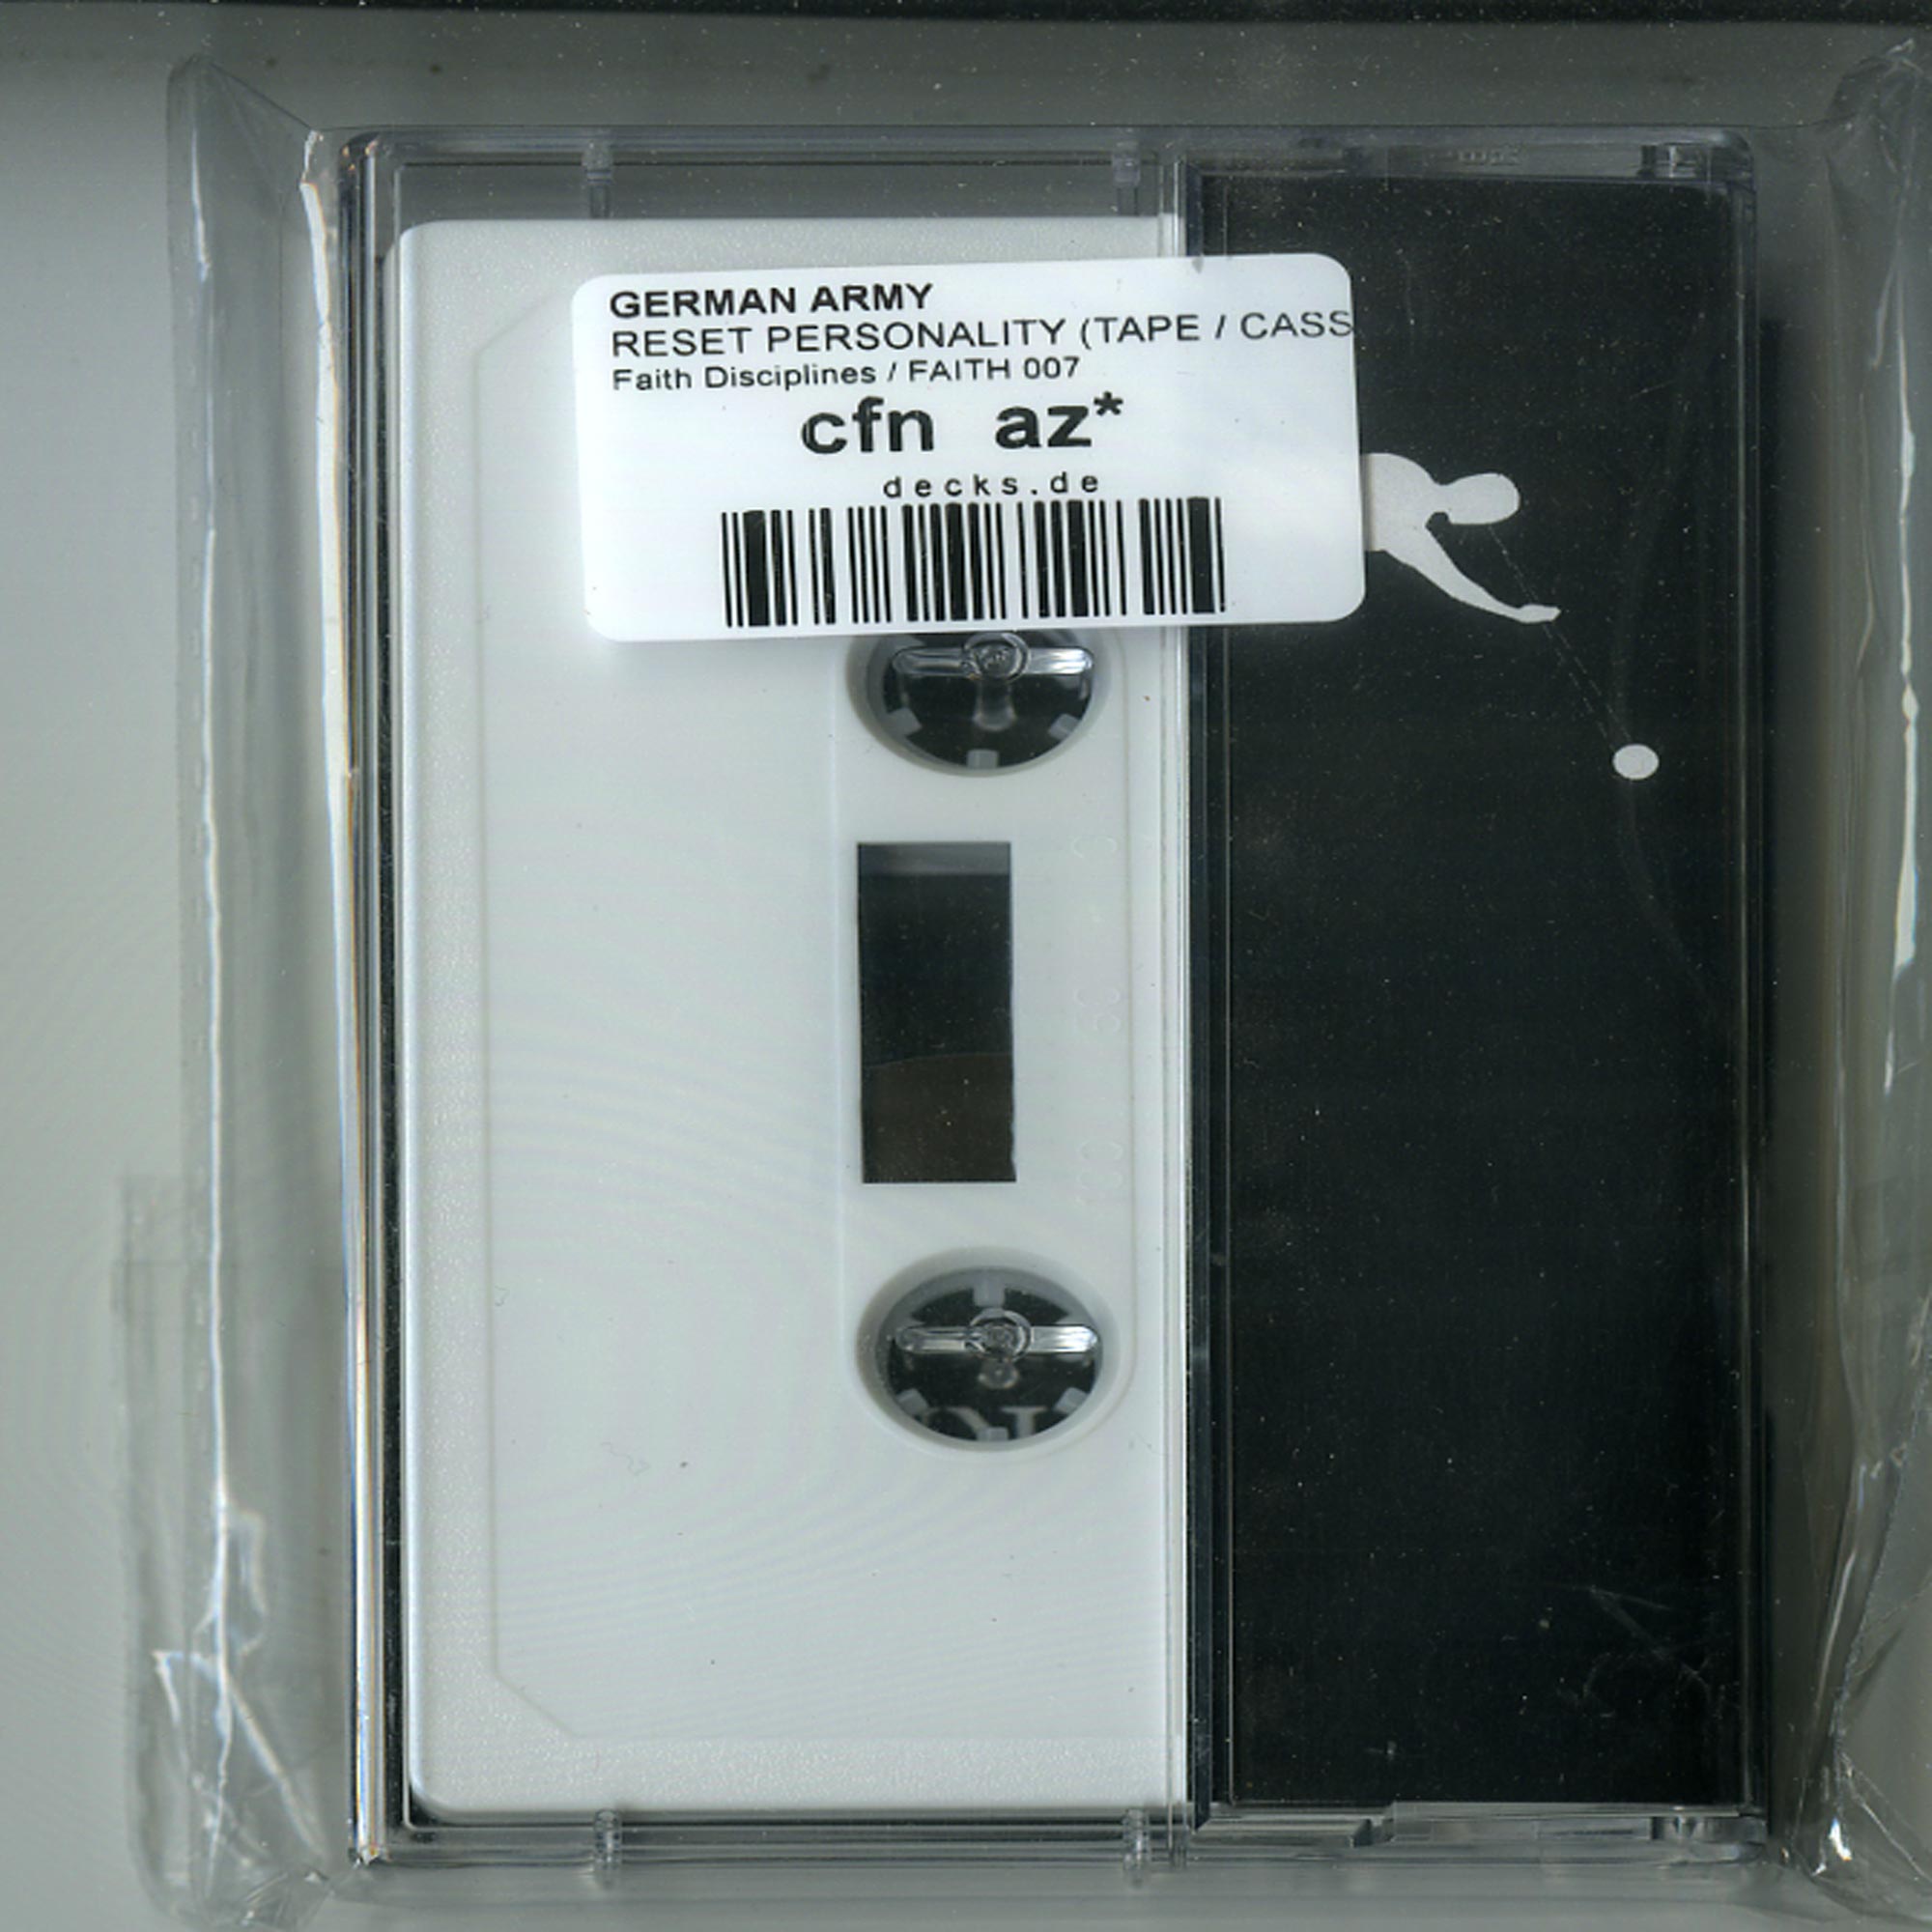 GERMAN ARMY
RESET PERSONALITY (TAPE / CASS
Faith Disciplines / FAITH 007
cfn az*
decks.de